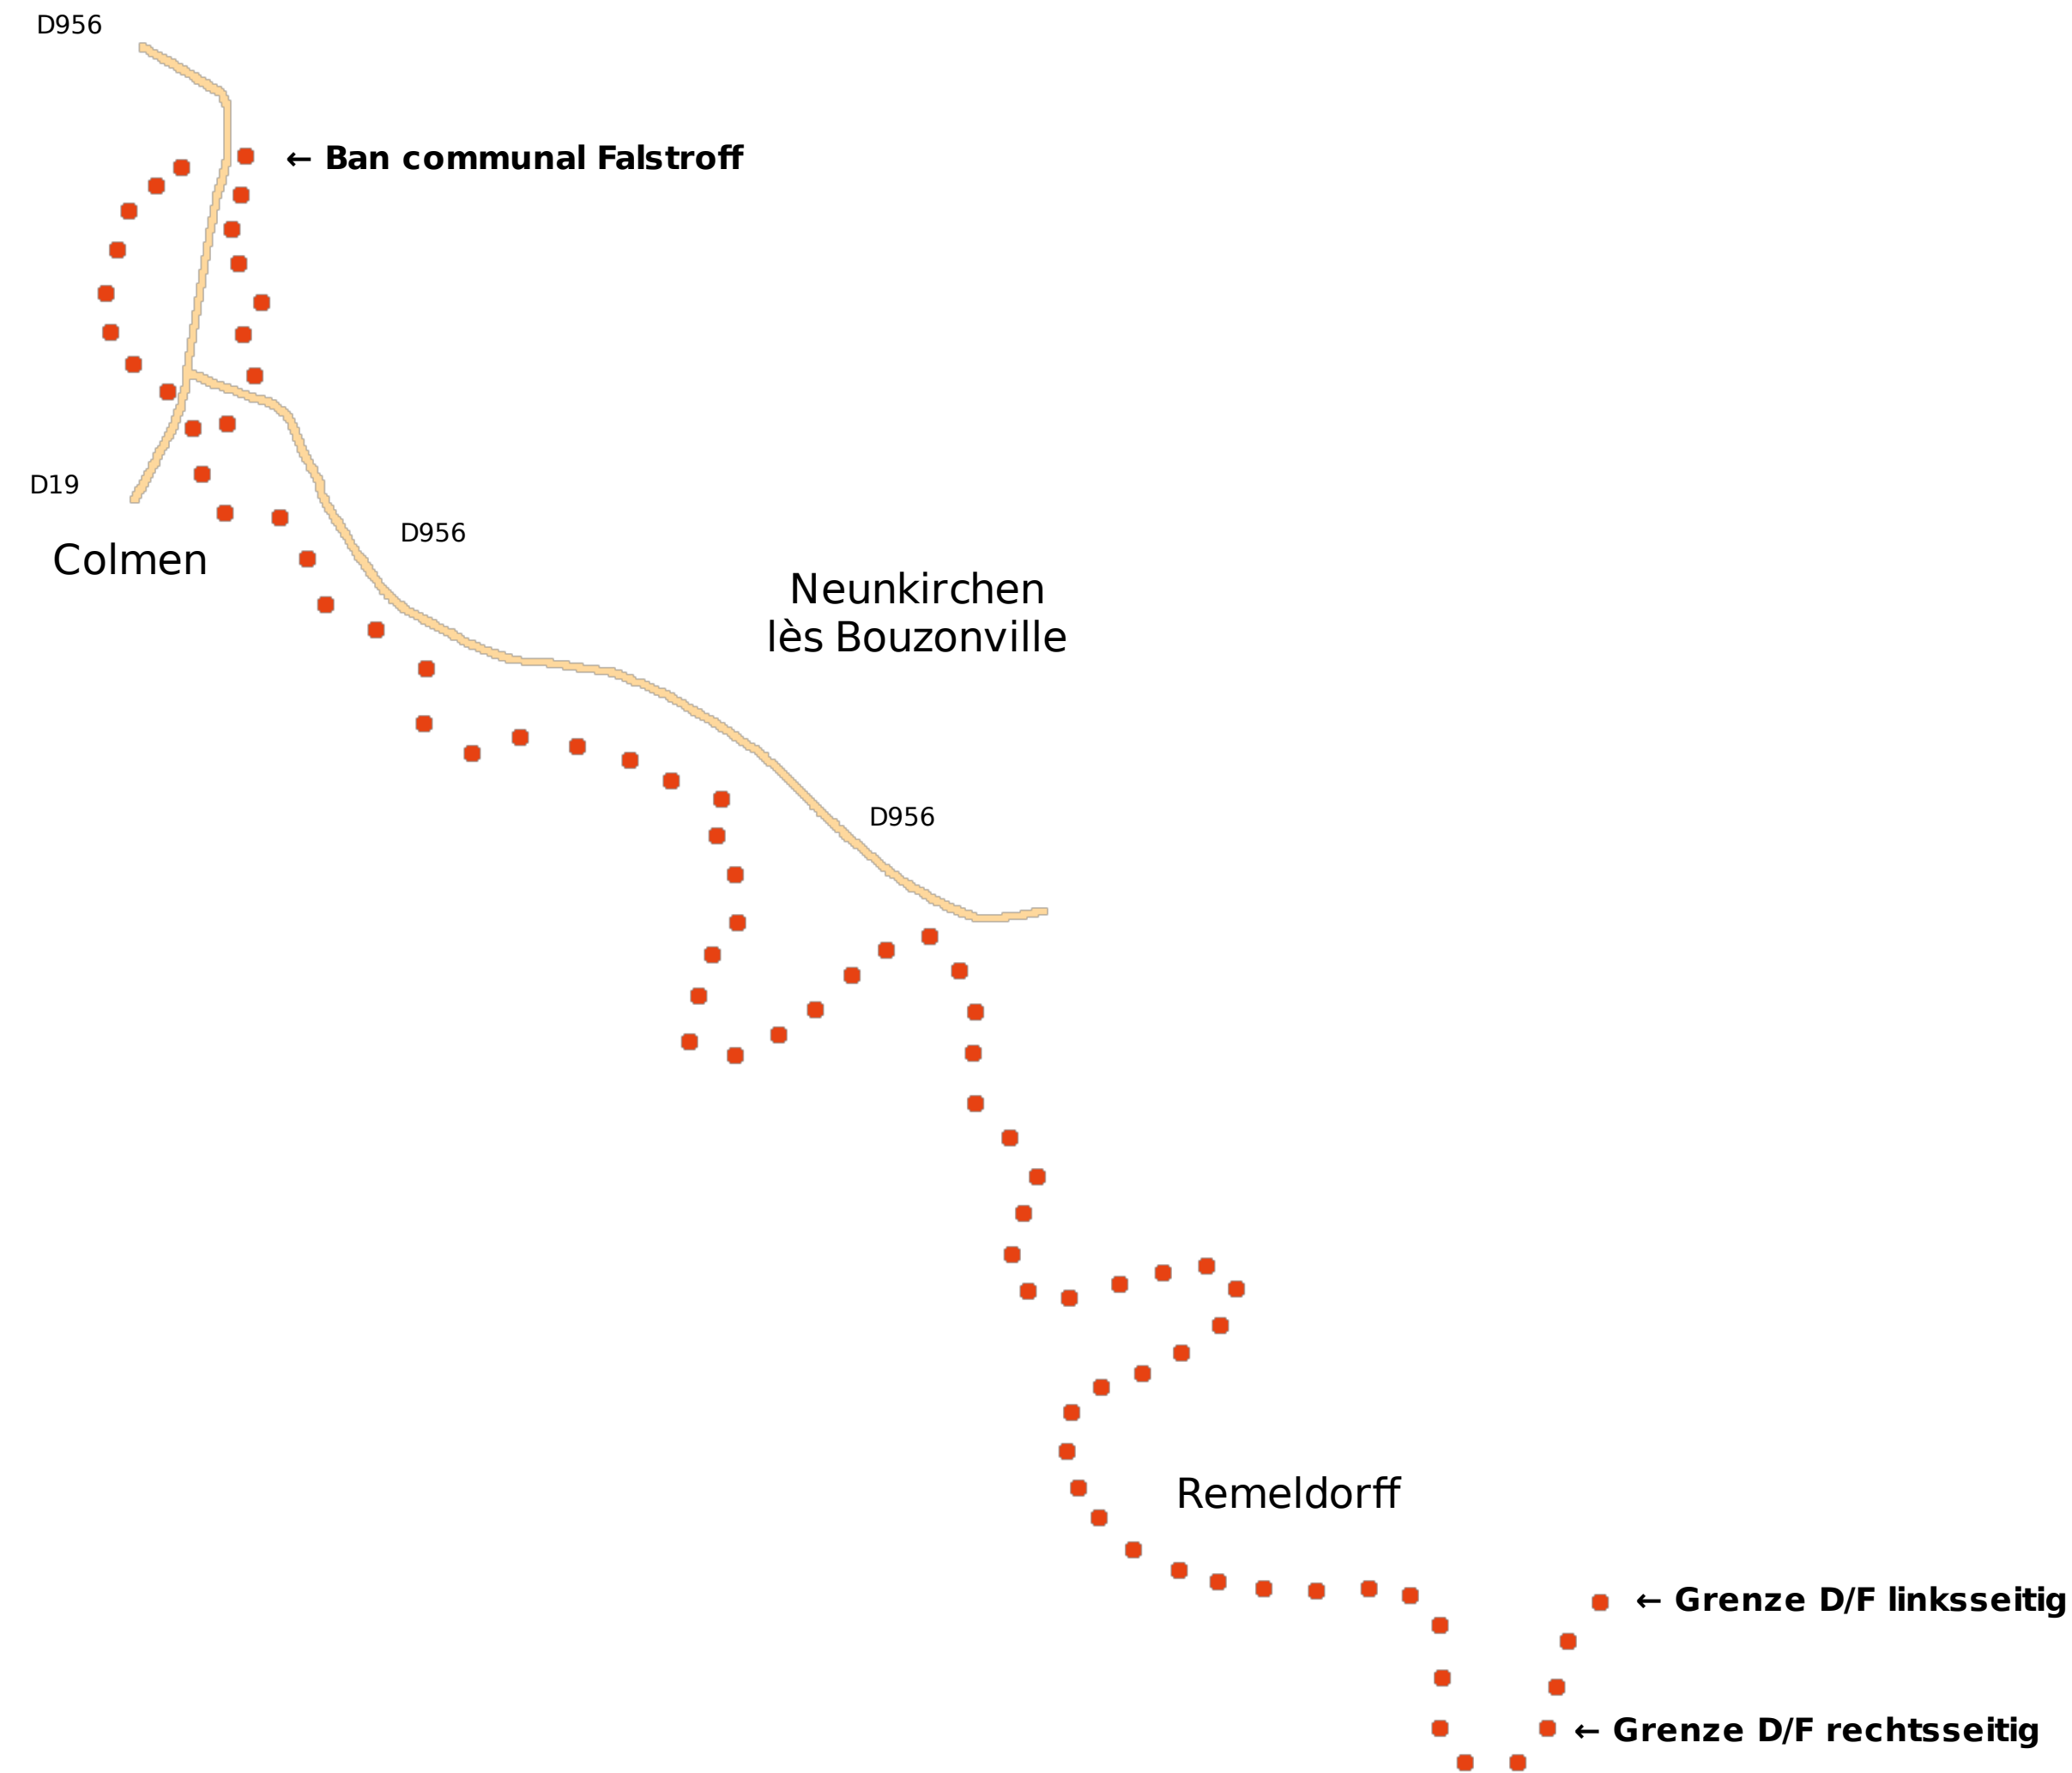 D956
← Ban communal Falstroff
D19
D956
Colmen
Neunkirchen
lès Bouzonville
D956
Remeldorff
← Grenze D/F linksseitig
← Grenze D/F rechtsseitig